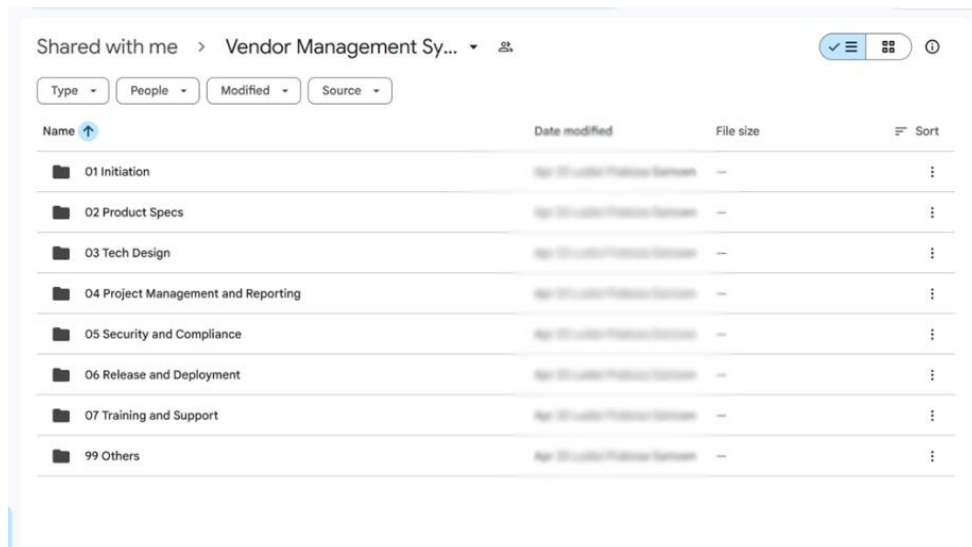 Shared with me > Vendor Management Sy...
Type People Modified Source
Name Date modified File size Sort
01 Initiation —
02 Product Specs —
03 Tech Design —
04 Project Management and Reporting —
05 Security and Compliance —
06 Release and Deployment —
07 Training and Support —
99 Others —